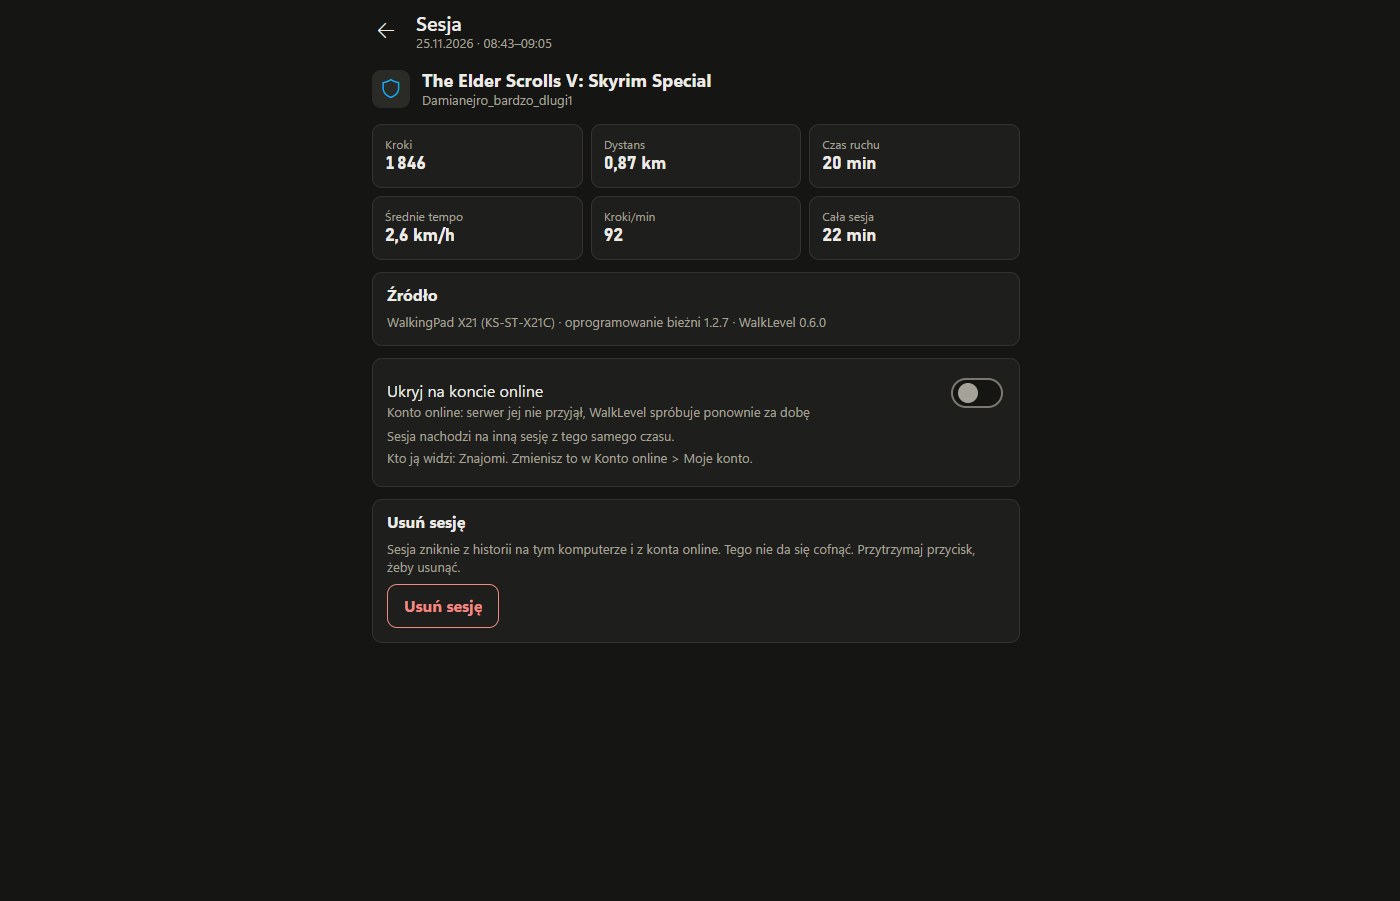 Sesja
25.11.2026 · 08:43–09:05
The Elder Scrolls V: Skyrim Special
Damianejro_bardzo_dlugi1
Kroki
1 846
Dystans
0,87 km
Czas ruchu
20 min
Średnie tempo
2,6 km/h
Kroki/min
92
Cała sesja
22 min
Źródło
WalkingPad X21 (KS-ST-X21C) · oprogramowanie bieżni 1.2.7 · WalkLevel 0.6.0
Ukryj na koncie online
Konto online: serwer jej nie przyjął, WalkLevel spróbuje ponownie za dobę
Sesja nachodzi na inną sesję z tego samego czasu.
Kto ją widzi: Znajomi. Zmienisz to w Konto online > Moje konto.
Usuń sesję
Sesja zniknie z historii na tym komputerze i z konta online. Tego nie da się cofnąć. Przytrzymaj przycisk,
żeby usunąć.
Usuń sesję